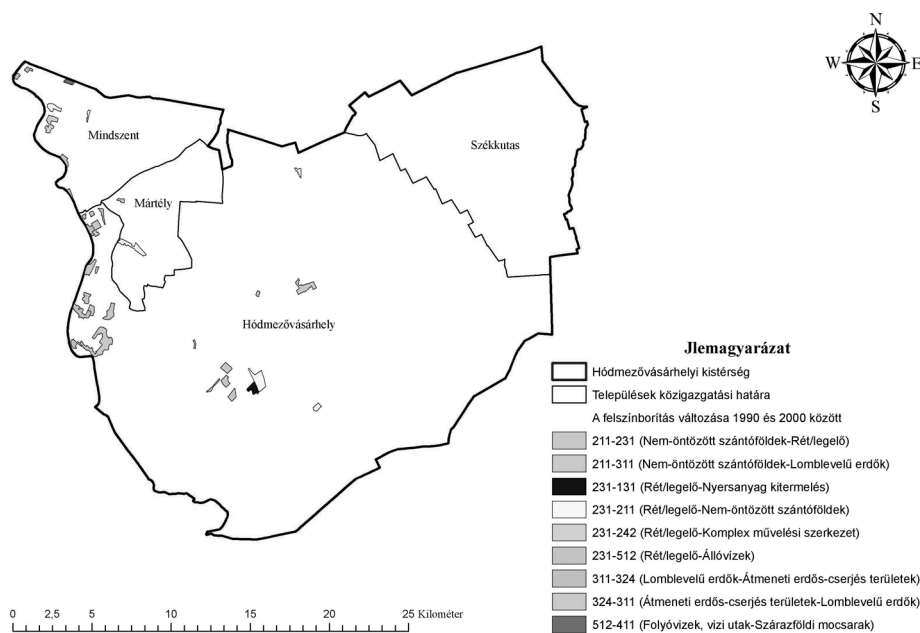 N
W E
S
Mindszent
Székkutas
Mártély
Hódmezővásárhely
Jlemagyarázat
Hódmezővásárhelyi kistérség
Települések közigazgatási határa
A felszínborítás változása 1990 és 2000 között
211-231 (Nem-öntözött szántóföldek-Rét/legelő)
211-311 (Nem-öntözött szántóföldek-Lomblevelű erdők)
231-131 (Rét/legelő-Nyersanyag kitermelés)
231-211 (Rét/legelő-Nem-öntözött szántóföldek)
231-242 (Rét/legelő-Komplex művelési szerkezet)
231-512 (Rét/legelő-Állóvízek)
311-324 (Lomblevelű erdők-Átmeneti erdős-cserjés területek)
324-311 (Átmeneti erdős-cserjés területek-Lomblevelű erdők)
512-411 (Folyóvizek, vizi utak-Szárazföldi mocsarak)
0 2,5 5 10 15 20 25 Kilométer